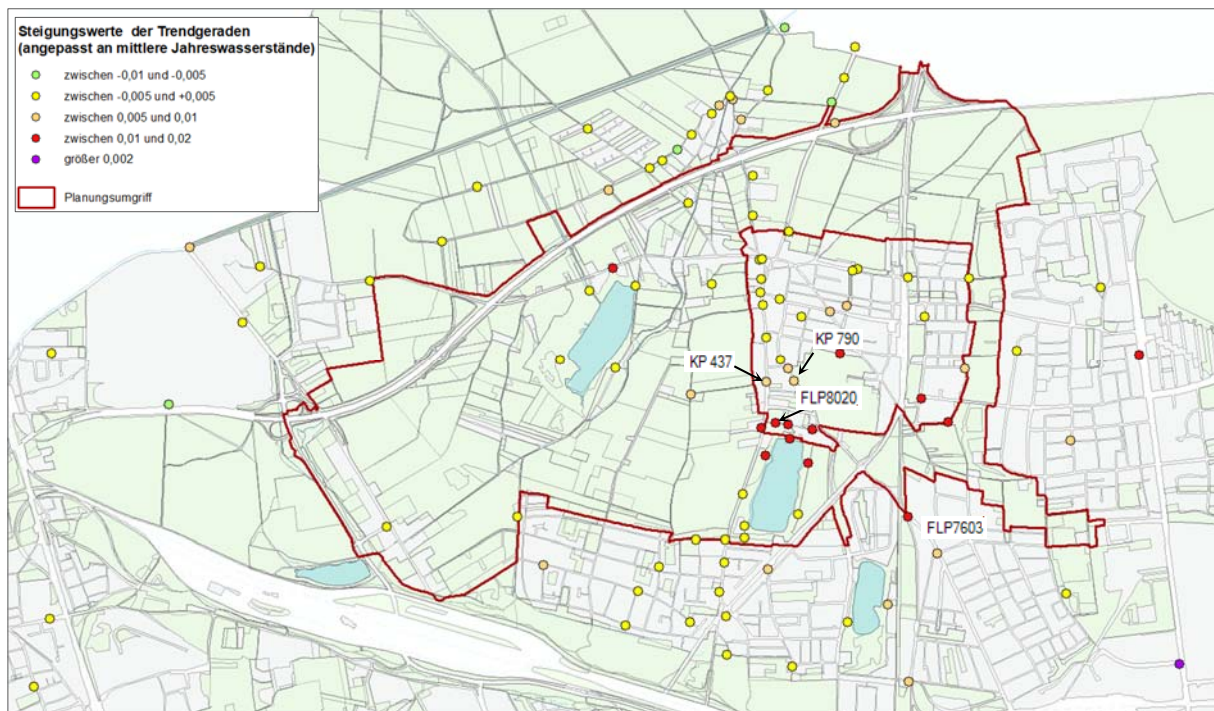 Steigungswerte der Trendgeraden
(angepasst an mittlere Jahreswasserstände)
zwischen -0,01 und -0,005
zwischen -0,005 und +0,005
zwischen 0,005 und 0,01
zwischen 0,01 und 0,02
größer 0,002
Planungsumgriff
KP 790
KP 437
FLP8020
FLP7603